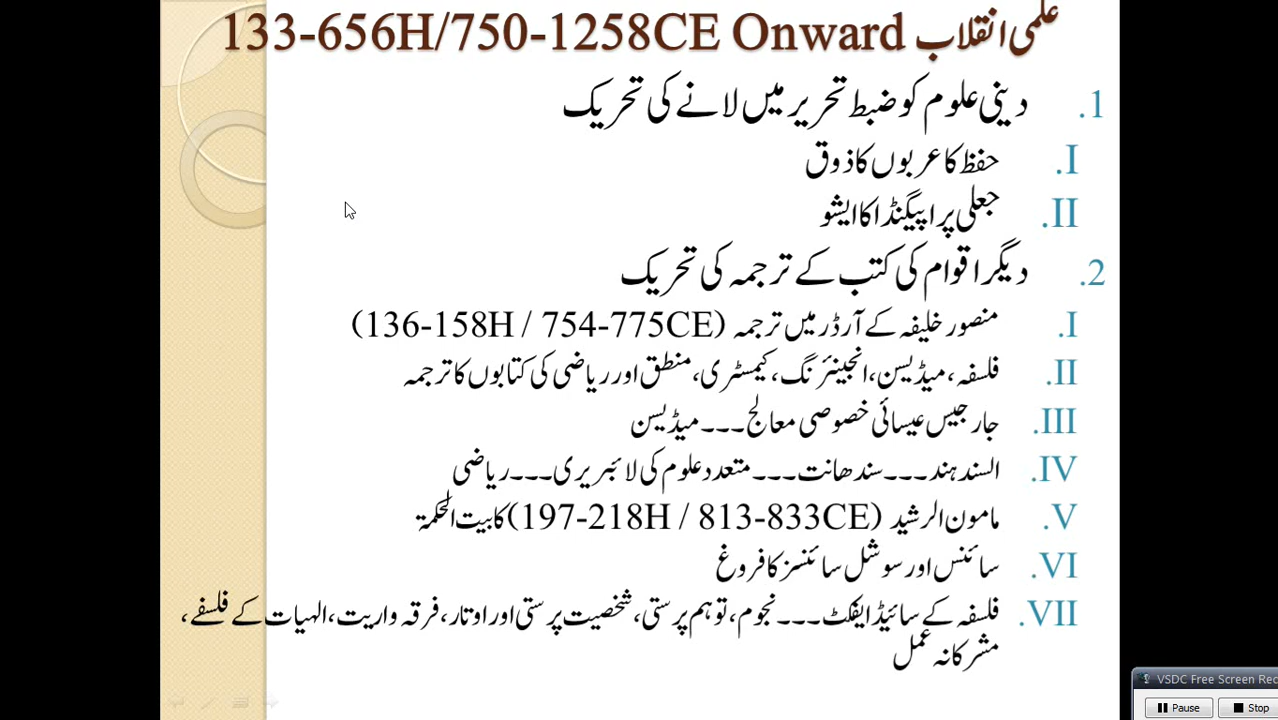 علمی انقلاب 133-656H/750-1258CE Onward
1. دینی علوم کو ضبط تحریر میں لانے کی تحریک
I. حفظ کا عربوں کا ذوق
II. جعلی پراپیگنڈا کا ایشو
2. دیگر اقوام کی کتب کے ترجمہ کی تحریک
I. منصور خلیفہ کے آرڈر میں ترجمہ (136-158H / 754-775CE)
II. فلسفہ، میڈیسن، انجینئرنگ، کیمسٹری، منطق اور ریاضی کی کتابوں کا ترجمہ
III. جارجیس عیسائی خصوصی معالج۔۔۔ میڈیسن
IV. السند ہند۔۔۔ سندھانت۔۔۔ متعدد علوم کی لائبریری۔۔۔ ریاضی
V. مامون الرشید (197-218H / 813-833CE) کا بیت الحکمۃ
VI. سائنس اور سوشل سائنسز کا فروغ
VII. فلسفہ کے سائیڈ ایفکٹ۔۔۔ نجوم، توہم پرستی، شخصیت پرستی اور اوتار، فرقہ واریت، الہیات کے فلسفے،
مشرکانہ عمل
VSDC Free Screen Rec
Pause Stop